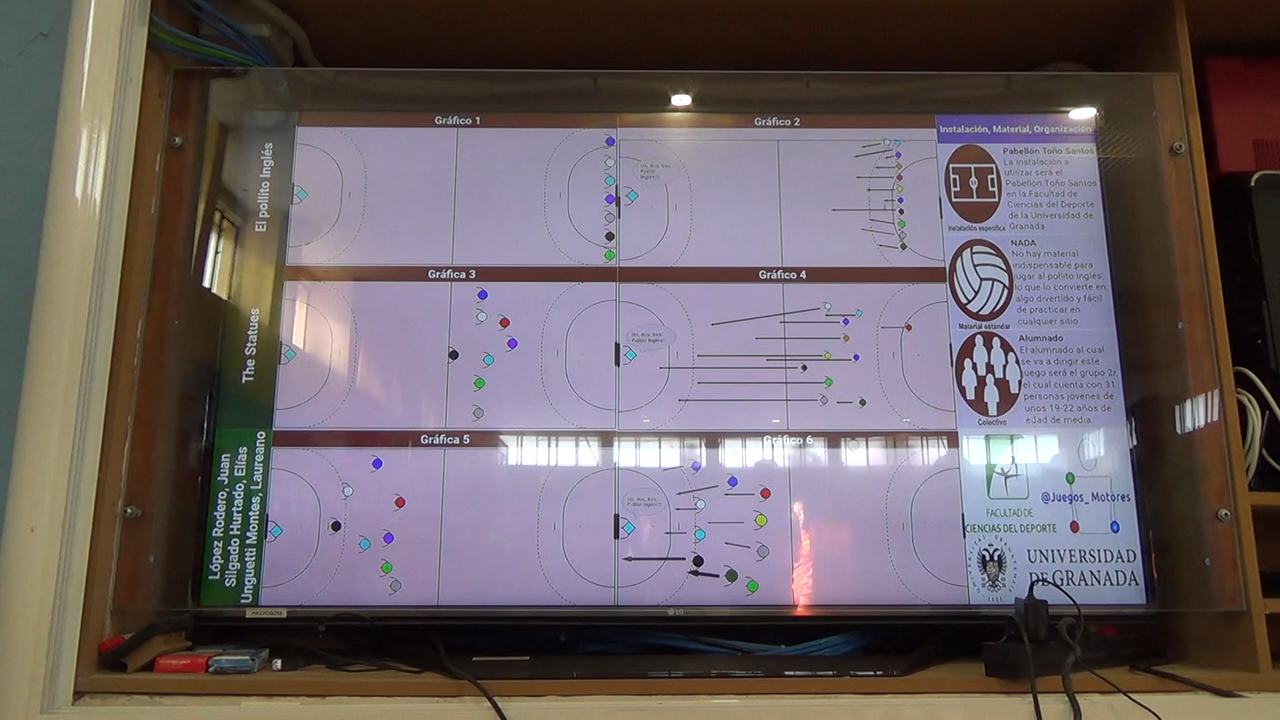 Gráfico 1
Gráfico 2
Instalación, Material, Organización
El pollito Inglés
The Statues
López Rodero, Juan
Silgado Hurtado, Elías
Unguetti Montes, Laureano
Pabellón Toño Santos
La instalación a
utilizar será el
Pabellón Toño Santos
en la Facultad de
Ciencias del Deporte
de la Universidad de
Granada
Instalación específica
Gráfica 3
Gráfico 4
NADA
No hay material
indispensable para
jugar al pollito inglés,
lo que lo convierte en
algo divertido y fácil
de practicar en
cualquier sitio
Material estándar
Alumnado
El alumnado al cual
se va a dirigir este
juego será el grupo 2º,
el cual cuenta con 31
personas jóvenes de
unos 19-22 años de
edad de media.
Colectivo
Gráfica 5
Gráfico 6
@Juegos_Motores
FACULTAD DE
CIENCIAS DEL DEPORTE
UNIVERSIDAD
DE GRANADA
LG